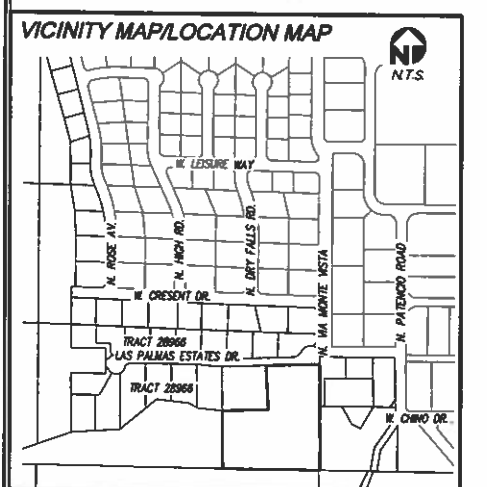 VICINITY MAP/LOCATION MAP
N
N.T.S.
W. LEISURE WAY
N. ROSE AV.
N. HIGH RD.
N. DRY FALLS RD.
N. VIA MONTE VISTA
N. PATENCIO ROAD
W. CRESENT DR.
TRACT 28966
LAS PALMAS ESTATES DR.
TRACT 28966
W. CHINO DR.